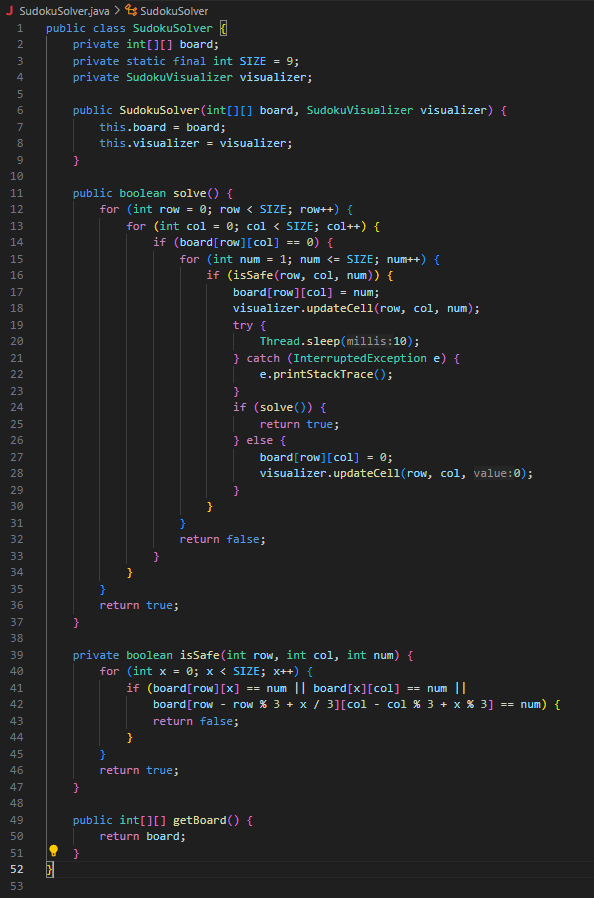 SudokuSolver.java > SudokuSolver
1 public class SudokuSolver {
2     private int[][] board;
3     private static final int SIZE = 9;
4     private SudokuVisualizer visualizer;
5
6     public SudokuSolver(int[][] board, SudokuVisualizer visualizer) {
7         this.board = board;
8         this.visualizer = visualizer;
9     }
10
11     public boolean solve() {
12         for (int row = 0; row < SIZE; row++) {
13             for (int col = 0; col < SIZE; col++) {
14                 if (board[row][col] == 0) {
15                     for (int num = 1; num <= SIZE; num++) {
16                         if (isSafe(row, col, num)) {
17                             board[row][col] = num;
18                             visualizer.updateCell(row, col, num);
19                             try {
20                                 Thread.sleep(millis:10);
21                             } catch (InterruptedException e) {
22                                 e.printStackTrace();
23                             }
24                             if (solve()) {
25                                 return true;
26                             } else {
27                                 board[row][col] = 0;
28                                 visualizer.updateCell(row, col, value:0);
29                             }
30                         }
31                     }
32                     return false;
33                 }
34             }
35         }
36         return true;
37     }
38
39     private boolean isSafe(int row, int col, int num) {
40         for (int x = 0; x < SIZE; x++) {
41             if (board[row][x] == num || board[x][col] == num ||
42                 board[row - row % 3 + x / 3][col - col % 3 + x % 3] == num) {
43                 return false;
44             }
45         }
46         return true;
47     }
48
49     public int[][] getBoard() {
50         return board;
51     }
52 }
53